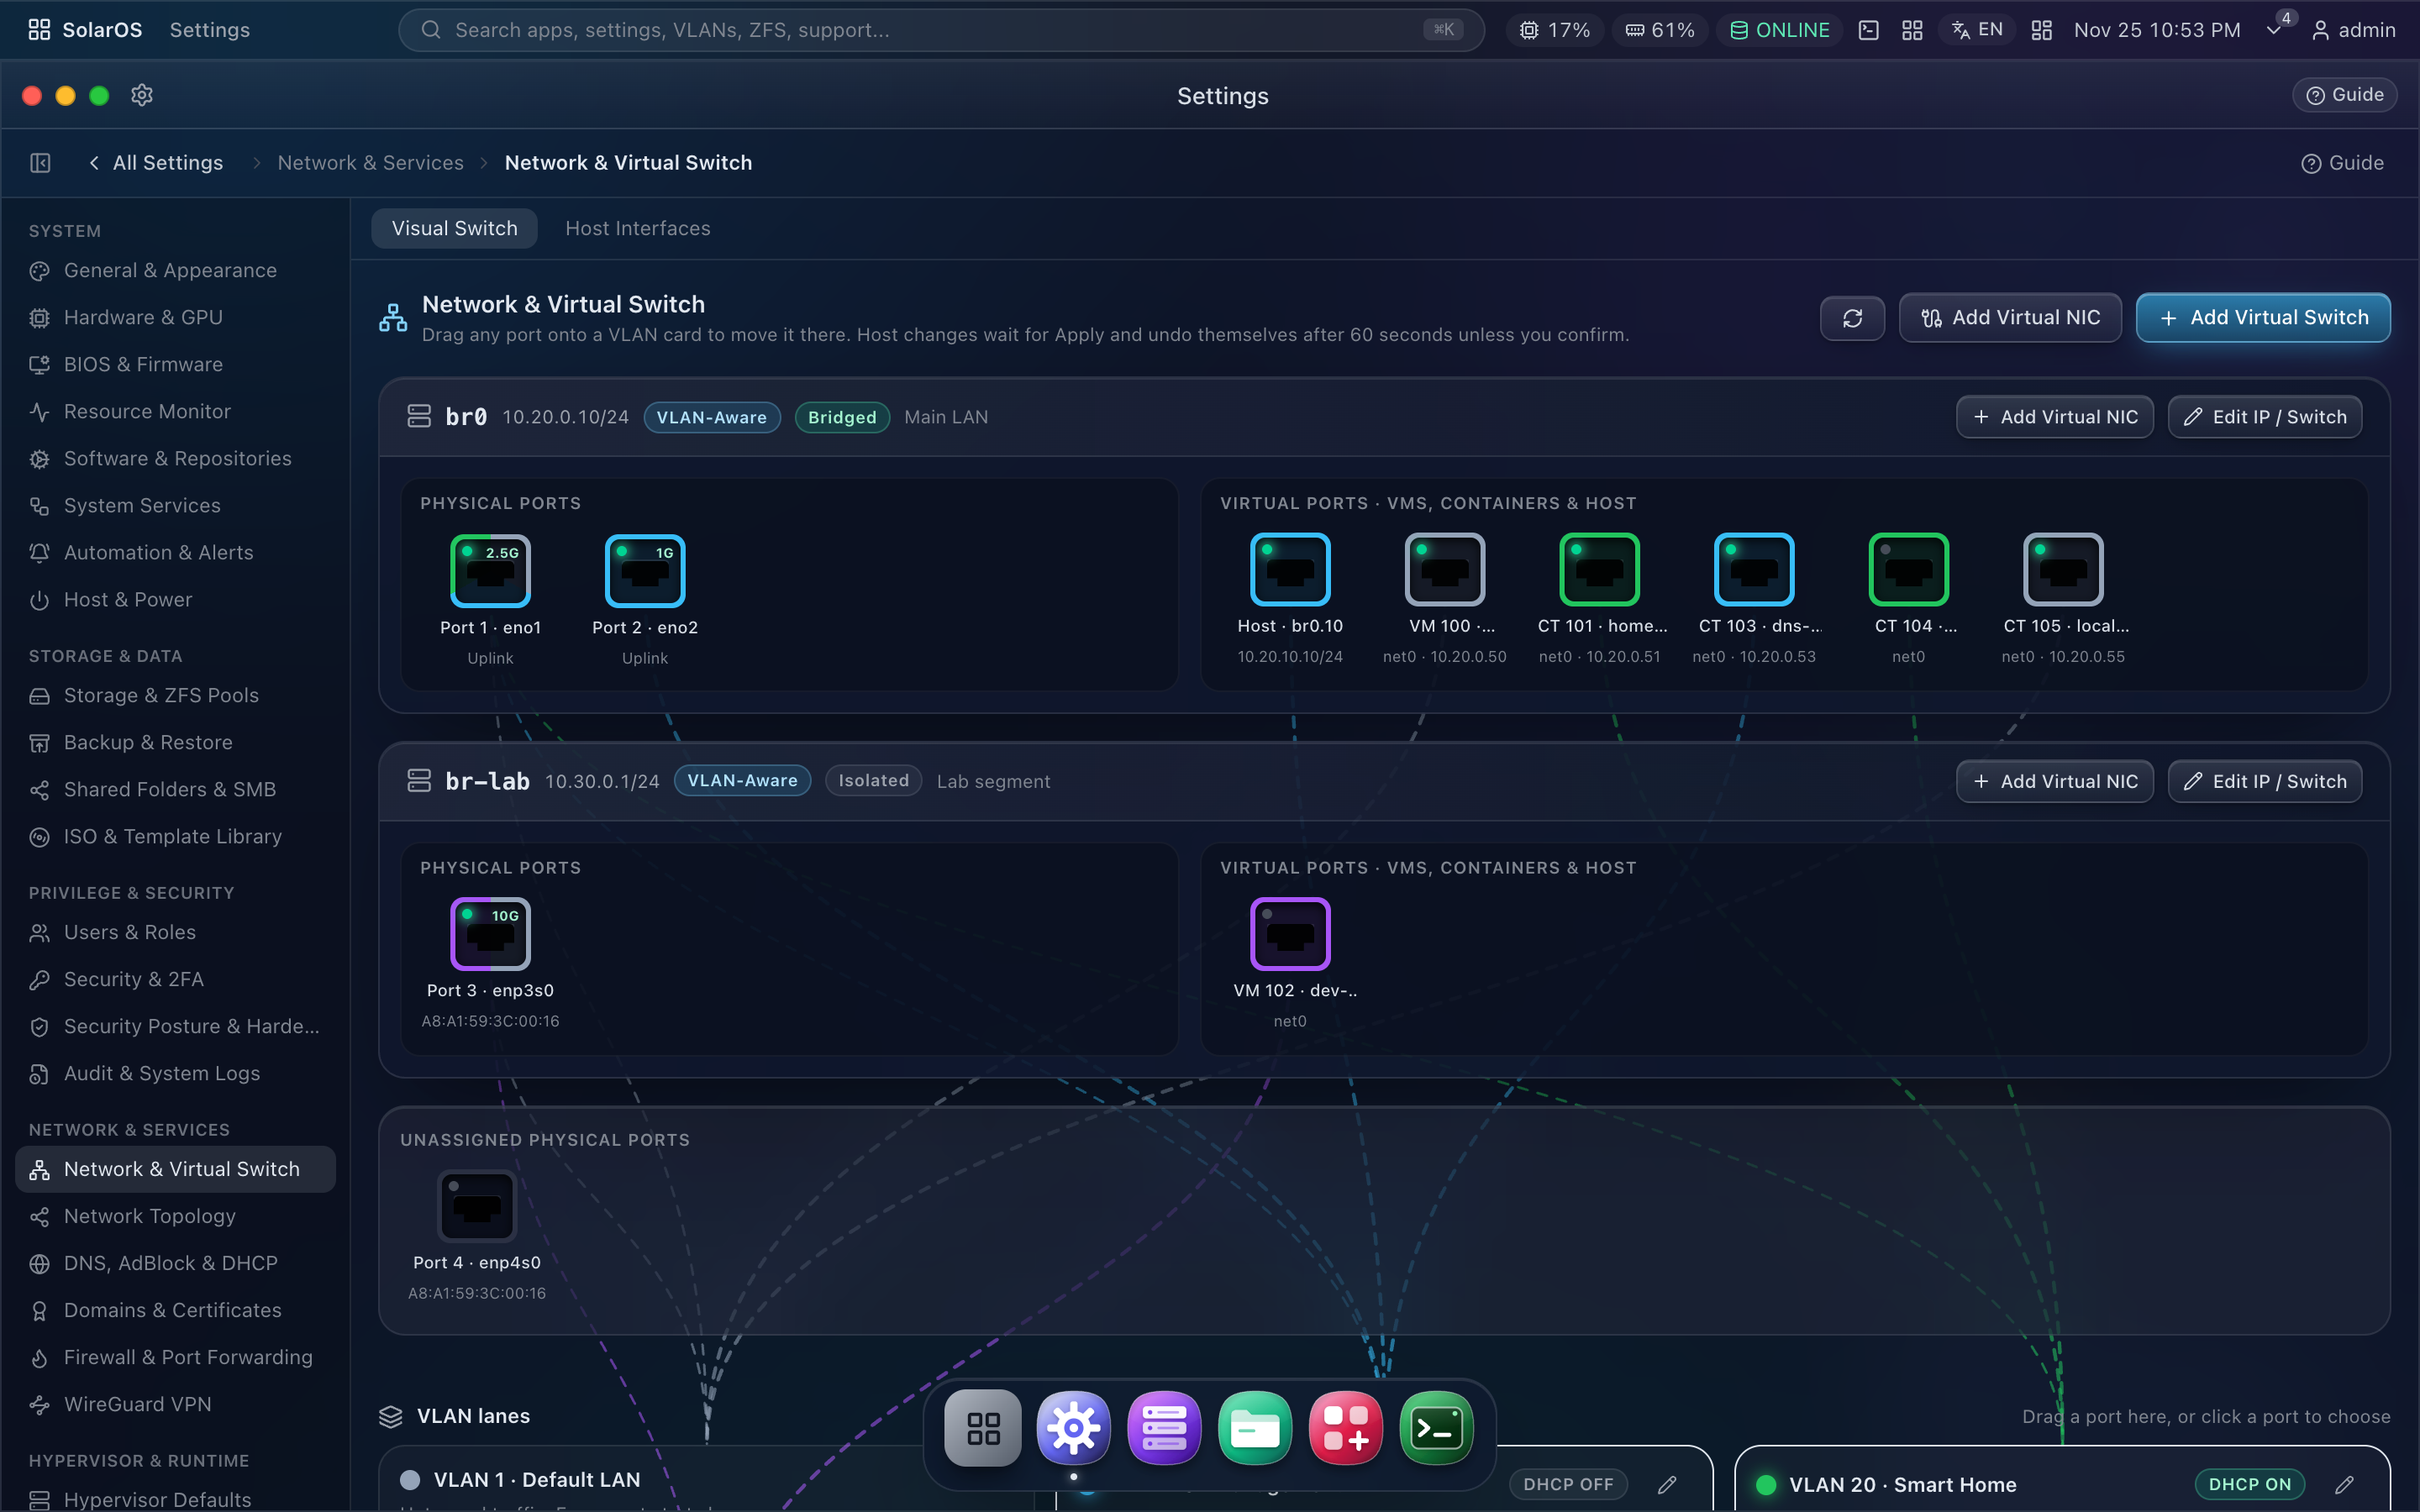 SolarOS Settings Search apps, settings, VLANs, ZFS, support... ⌘K 17% 61% ONLINE EN Nov 25 10:53 PM 4 admin
Settings Guide
All Settings Network & Services Network & Virtual Switch Guide
SYSTEM
General & Appearance
Hardware & GPU
BIOS & Firmware
Resource Monitor
Software & Repositories
System Services
Automation & Alerts
Host & Power
STORAGE & DATA
Storage & ZFS Pools
Backup & Restore
Shared Folders & SMB
ISO & Template Library
PRIVILEGE & SECURITY
Users & Roles
Security & 2FA
Security Posture & Harde...
Audit & System Logs
NETWORK & SERVICES
Network & Virtual Switch
Network Topology
DNS, AdBlock & DHCP
Domains & Certificates
Firewall & Port Forwarding
WireGuard VPN
HYPERVISOR & RUNTIME
Hypervisor Defaults
Visual Switch Host Interfaces
Network & Virtual Switch
Drag any port onto a VLAN card to move it there. Host changes wait for Apply and undo themselves after 60 seconds unless you confirm.
Add Virtual NIC Add Virtual Switch
br0 10.20.0.10/24 VLAN-Aware Bridged Main LAN Add Virtual NIC Edit IP / Switch
PHYSICAL PORTS
2.5G 1G
Port 1 · eno1 Port 2 · eno2
Uplink Uplink
VIRTUAL PORTS · VMS, CONTAINERS & HOST
Host · br0.10 VM 100 ·... CT 101 · home... CT 103 · dns-... CT 104 ·... CT 105 · local...
10.20.10.10/24 net0 · 10.20.0.50 net0 · 10.20.0.51 net0 · 10.20.0.53 net0 net0 · 10.20.0.55
br-lab 10.30.0.1/24 VLAN-Aware Isolated Lab segment Add Virtual NIC Edit IP / Switch
PHYSICAL PORTS
10G
Port 3 · enp3s0
A8:A1:59:3C:00:16
VIRTUAL PORTS · VMS, CONTAINERS & HOST
VM 102 · dev-..
net0
UNASSIGNED PHYSICAL PORTS
Port 4 · enp4s0
A8:A1:59:3C:00:16
VLAN lanes Drag a port here, or click a port to choose
VLAN 1 · Default LAN DHCP OFF VLAN 20 · Smart Home DHCP ON